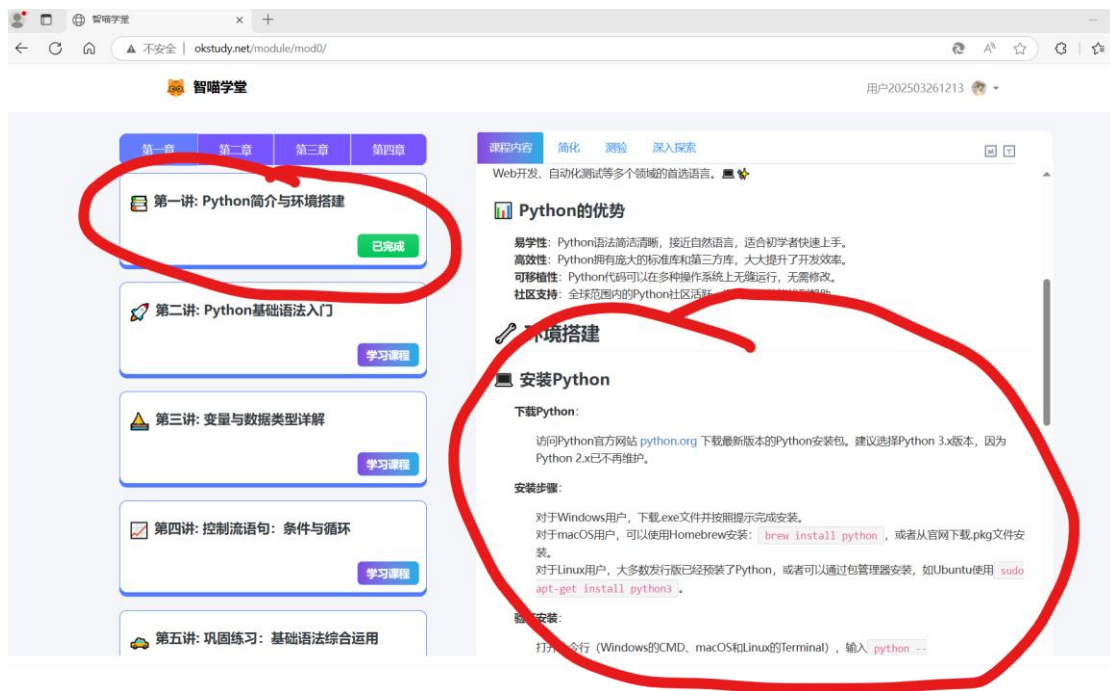 智喵学堂
不安全 | okstudy.net/module/mod0/
智喵学堂
用户202503261213
第一章 第二章 第三章 第四章
第一讲: Python简介与环境搭建
已完成
第二讲: Python基础语法入门
学习课程
第三讲: 变量与数据类型详解
学习课程
第四讲: 控制流语句：条件与循环
学习课程
第五讲: 巩固练习：基础语法综合运用
课程内容 简化 测验 深入探索
Web开发、自动化测试等多个领域的首选语言。
Python的优势
易学性：Python语法简洁清晰，接近自然语言，适合初学者快速上手。
高效性：Python拥有庞大的标准库和第三方库，大大提升了开发效率。
可移植性：Python代码可以在多种操作系统上无缝运行，无需修改。
社区支持：全球范围内的Python社区活跃
环境搭建
安装Python
下载Python:
访问Python官方网站 python.org 下载最新版本的Python安装包。建议选择Python 3.x版本，因为
Python 2.x已不再维护。
安装步骤:
对于Windows用户，下载.exe文件并按照提示完成安装。
对于macOS用户，可以使用Homebrew安装： brew install python ，或者从官网下载.pkg文件安
装。
对于Linux用户，大多数发行版已经预装了Python，或者可以通过包管理器安装，如Ubuntu使用 sudo
apt-get install python3 。
验证安装:
打开命令行（Windows的CMD、macOS和Linux的Terminal），输入 python --